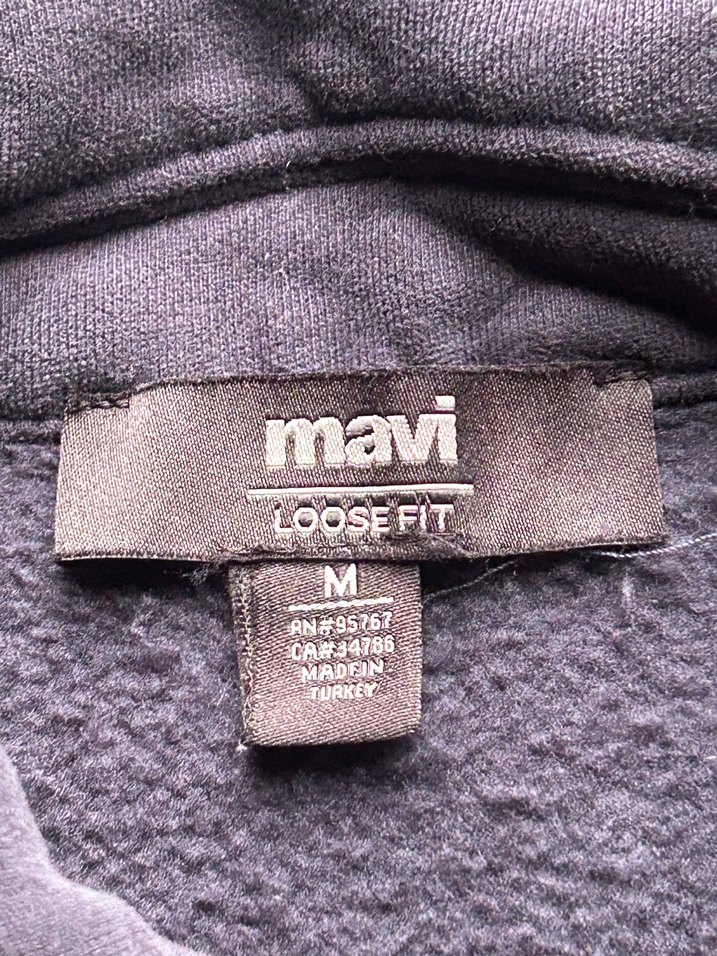 mavi
LOOSE FIT
M
RN#95767
CA#34786
MADE IN
TURKEY